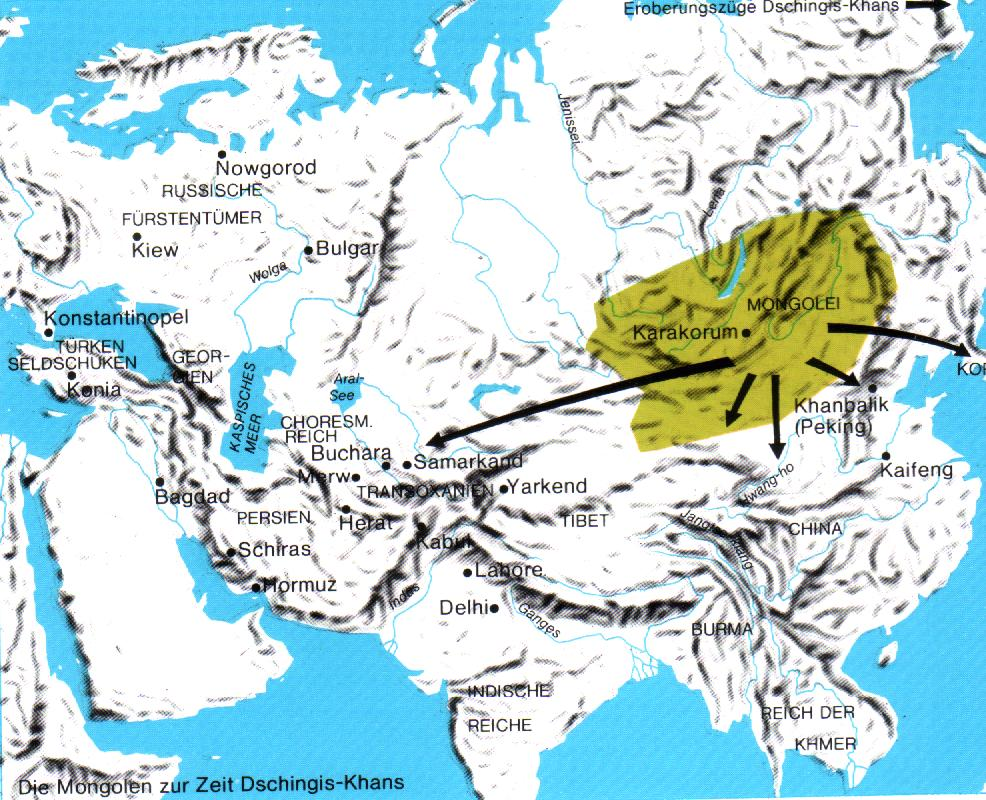 Eroberungszüge Dschingis-Khans
Jenissei
Nowgorod
RUSSISCHE
FÜRSTENTÜMER
Lena
Kiew
Bulgar
Wolga
MONGOLEI
Konstantinopel
Karakorum
TÜRKEN
SELDSCHUKEN
GEOR-
GIEN
KOR
Konia
Aral-
See
KASPISCHES
MEER
Khanbalik
(Peking)
CHORESM.
REICH
Buchara
Samarkand
Kaifeng
Merw
TRANSOXANIEN
Yarkend
Hwang-ho
Bagdad
PERSIEN
Herat
TIBET
CHINA
Kabul
Schiras
Lahore
Hormuz
Indus
Delhi
Ganges
BURMA
INDISCHE
REICHE
REICH DER
KHMER
Die Mongolen zur Zeit Dschingis-Khans